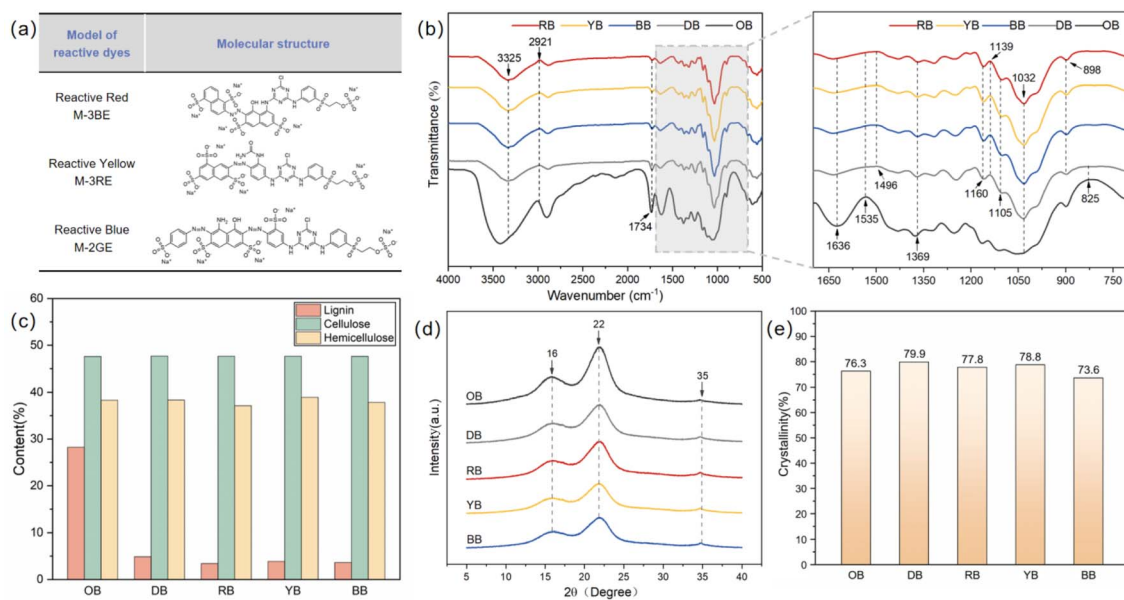 (a)
Model of
reactive dyes
Molecular structure
Reactive Red
M-3BE
Reactive Yellow
M-3RE
Reactive Blue
M-2GE
(b)
RB YB BB DB OB
3325
2921
1734
Transmittance (%)
4000 3500 3000 2500 2000 1500 1000 500
Wavenumber (cm⁻¹)
RB YB BB DB OB
1139
1032
898
1496
1160
1105
825
1636
1535
1369
1650 1500 1350 1200 1050 900 750
(c)
Lignin
Cellulose
Hemicellulose
Content(%)
60
50
40
30
20
10
0
OB DB RB YB BB
(d)
22
16
35
OB
DB
RB
YB
BB
Intensity(a.u.)
5 10 15 20 25 30 35 40
2θ (Degree)
(e)
Crystallinity(%)
100
90
80
70
60
50
40
30
20
10
0
76.3 79.9 77.8 78.8 73.6
OB DB RB YB BB